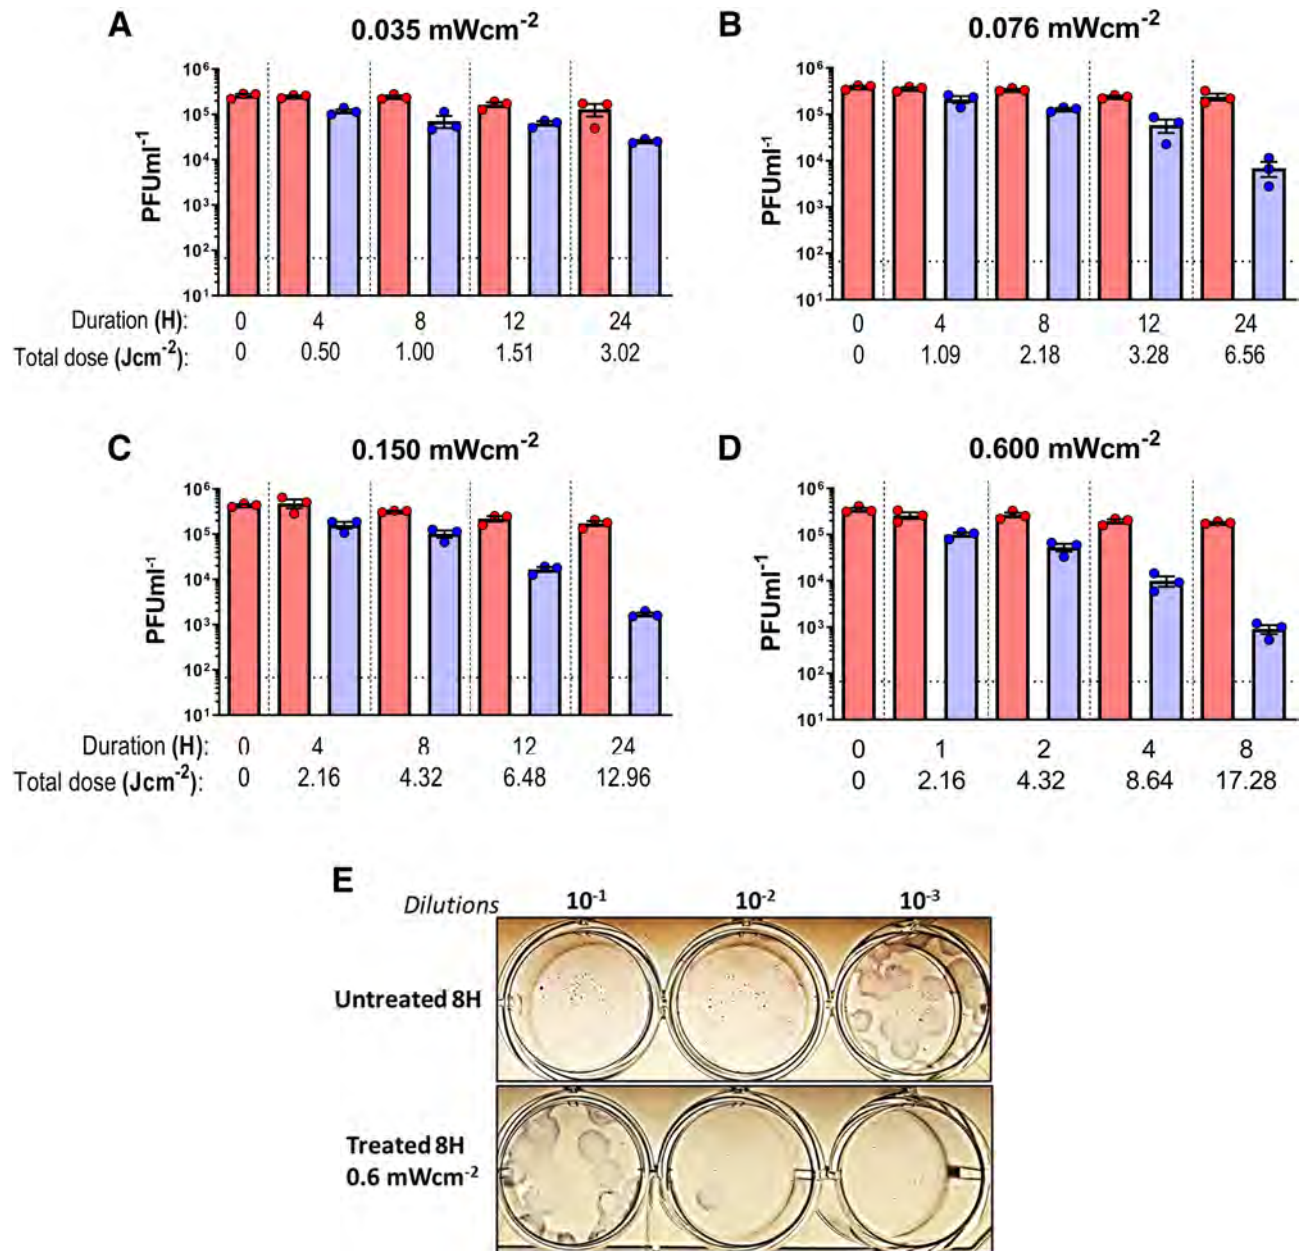 A
0.035 mWcm⁻²
PFUml⁻¹
10⁶
10⁵
10⁴
10³
10²
10¹
Duration (H): 0 4 8 12 24
Total dose (Jcm⁻²): 0 0.50 1.00 1.51 3.02
B
0.076 mWcm⁻²
PFUml⁻¹
10⁶
10⁵
10⁴
10³
10²
10¹
0 4 8 12 24
0 1.09 2.18 3.28 6.56
C
0.150 mWcm⁻²
PFUml⁻¹
10⁶
10⁵
10⁴
10³
10²
10¹
Duration (H): 0 4 8 12 24
Total dose (Jcm⁻²): 0 2.16 4.32 6.48 12.96
D
0.600 mWcm⁻²
PFUml⁻¹
10⁶
10⁵
10⁴
10³
10²
10¹
0 1 2 4 8
0 2.16 4.32 8.64 17.28
E
Dilutions 10⁻¹ 10⁻² 10⁻³
Untreated 8H
Treated 8H
0.6 mWcm⁻²